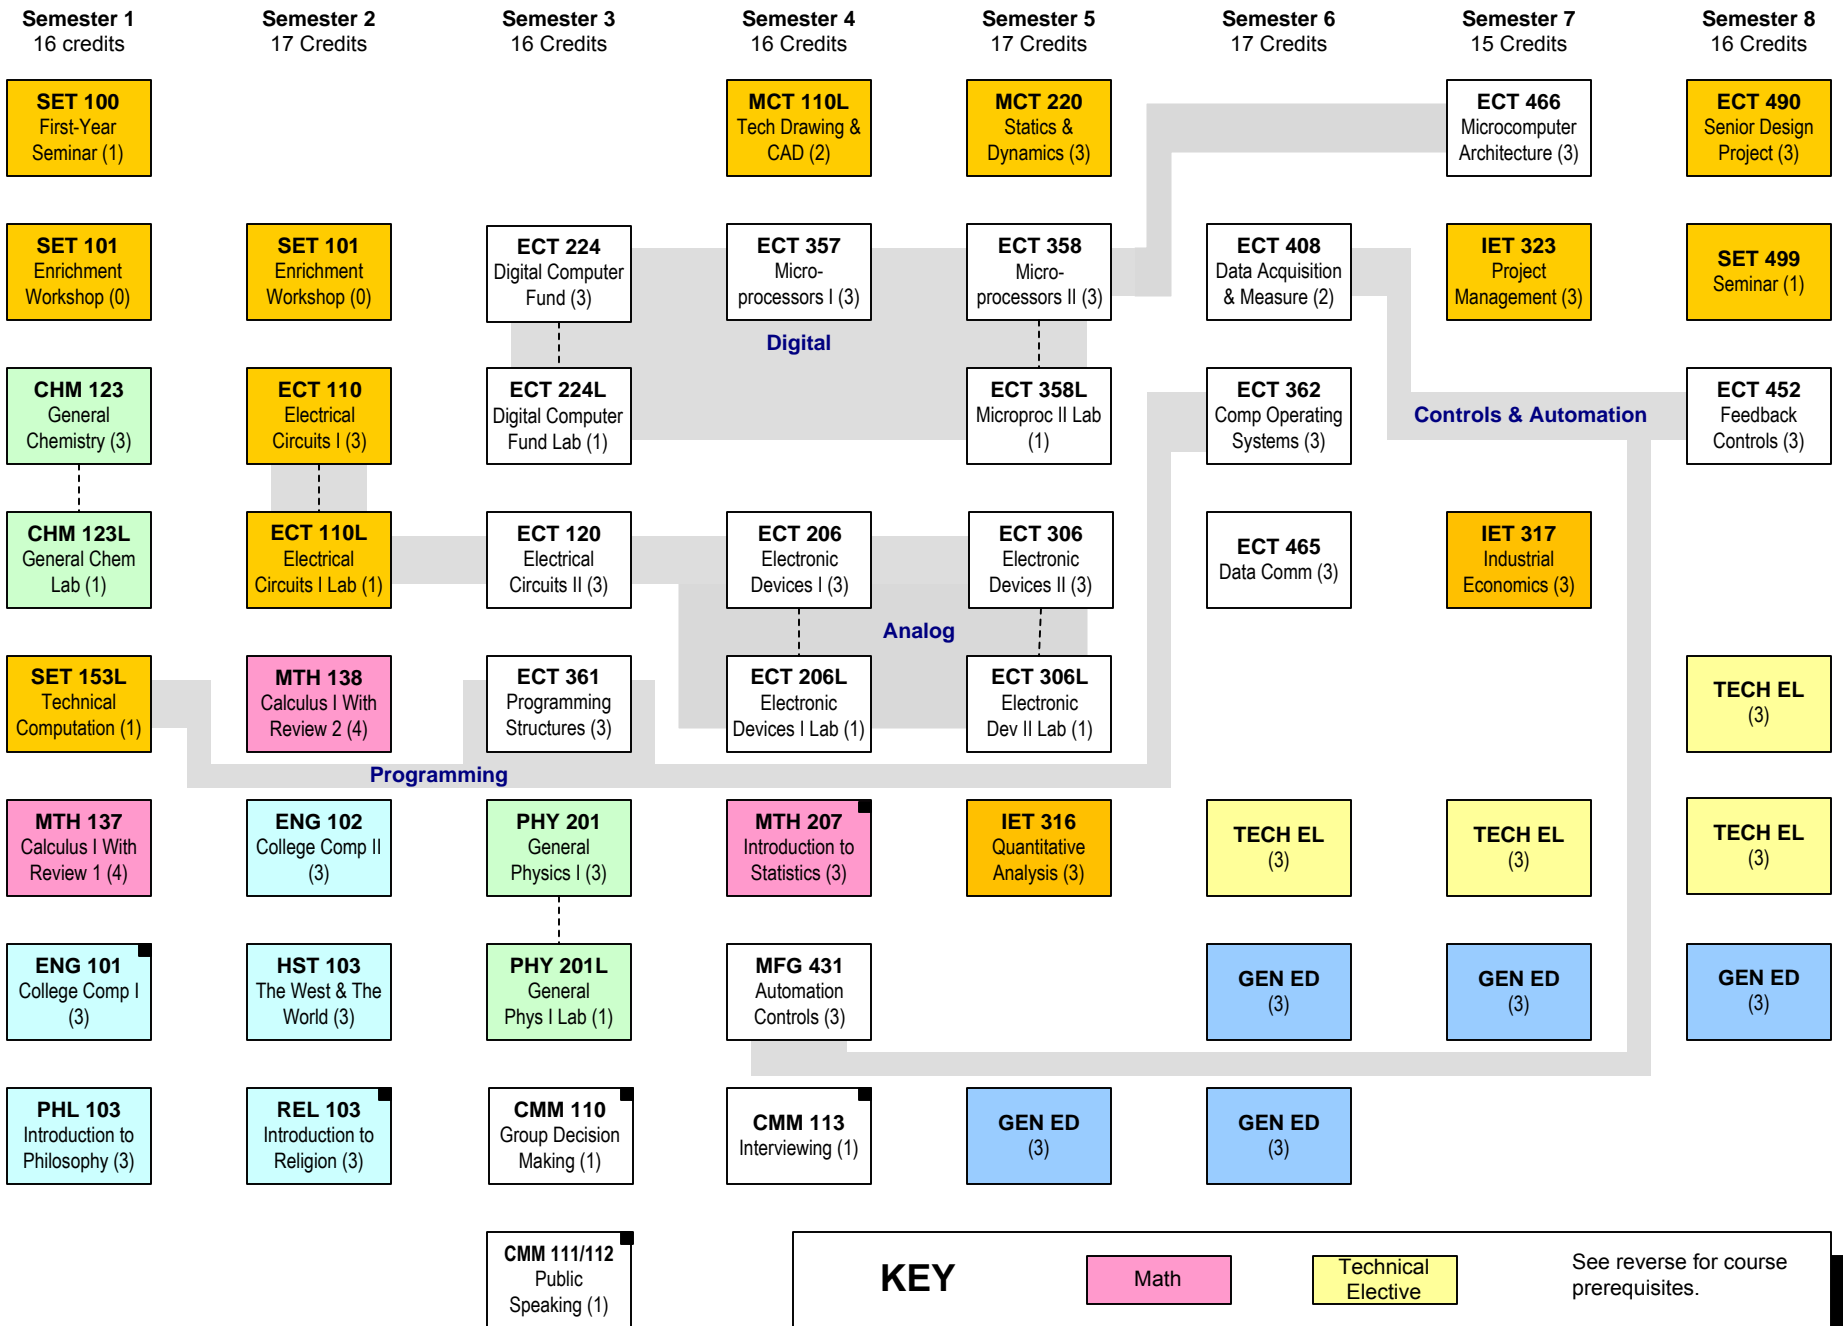 Semester 1
16 credits
Semester 2
17 Credits
Semester 3
16 Credits
Semester 4
16 Credits
Semester 5
17 Credits
Semester 6
17 Credits
Semester 7
15 Credits
Semester 8
16 Credits
SET 100
First-Year
Seminar (1)
MCT 110L
Tech Drawing &
CAD (2)
MCT 220
Statics &
Dynamics (3)
ECT 466
Microcomputer
Architecture (3)
ECT 490
Senior Design
Project (3)
SET 101
Enrichment
Workshop (0)
SET 101
Enrichment
Workshop (0)
ECT 224
Digital Computer
Fund (3)
ECT 357
Micro-
processors I (3)
ECT 358
Micro-
processors II (3)
ECT 408
Data Acquisition
& Measure (2)
IET 323
Project
Management (3)
SET 499
Seminar (1)
Digital
CHM 123
General
Chemistry (3)
ECT 110
Electrical
Circuits I (3)
ECT 224L
Digital Computer
Fund Lab (1)
ECT 358L
Microproc II Lab
(1)
ECT 362
Comp Operating
Systems (3)
Controls & Automation
ECT 452
Feedback
Controls (3)
CHM 123L
General Chem
Lab (1)
ECT 110L
Electrical
Circuits I Lab (1)
ECT 120
Electrical
Circuits II (3)
ECT 206
Electronic
Devices I (3)
ECT 306
Electronic
Devices II (3)
ECT 465
Data Comm (3)
IET 317
Industrial
Economics (3)
Analog
SET 153L
Technical
Computation (1)
MTH 138
Calculus I With
Review 2 (4)
ECT 361
Programming
Structures (3)
ECT 206L
Electronic
Devices I Lab (1)
ECT 306L
Electronic
Dev II Lab (1)
TECH EL
(3)
Programming
MTH 137
Calculus I With
Review 1 (4)
ENG 102
College Comp II
(3)
PHY 201
General
Physics I (3)
MTH 207
Introduction to
Statistics (3)
IET 316
Quantitative
Analysis (3)
TECH EL
(3)
TECH EL
(3)
TECH EL
(3)
ENG 101
College Comp I
(3)
HST 103
The West & The
World (3)
PHY 201L
General
Phys I Lab (1)
MFG 431
Automation
Controls (3)
GEN ED
(3)
GEN ED
(3)
GEN ED
(3)
PHL 103
Introduction to
Philosophy (3)
REL 103
Introduction to
Religion (3)
CMM 110
Group Decision
Making (1)
CMM 113
Interviewing (1)
GEN ED
(3)
GEN ED
(3)
CMM 111/112
Public
Speaking (1)
KEY
Math
Technical
Elective
See reverse for course
prerequisites.